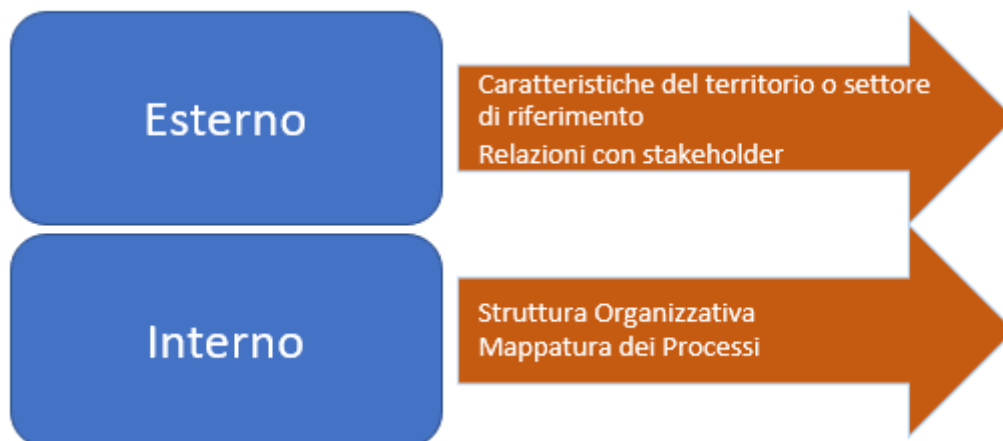 Esterno
Caratteristiche del territorio o settore
di riferimento
Relazioni con stakeholder
Interno
Struttura Organizzativa
Mappatura dei Processi